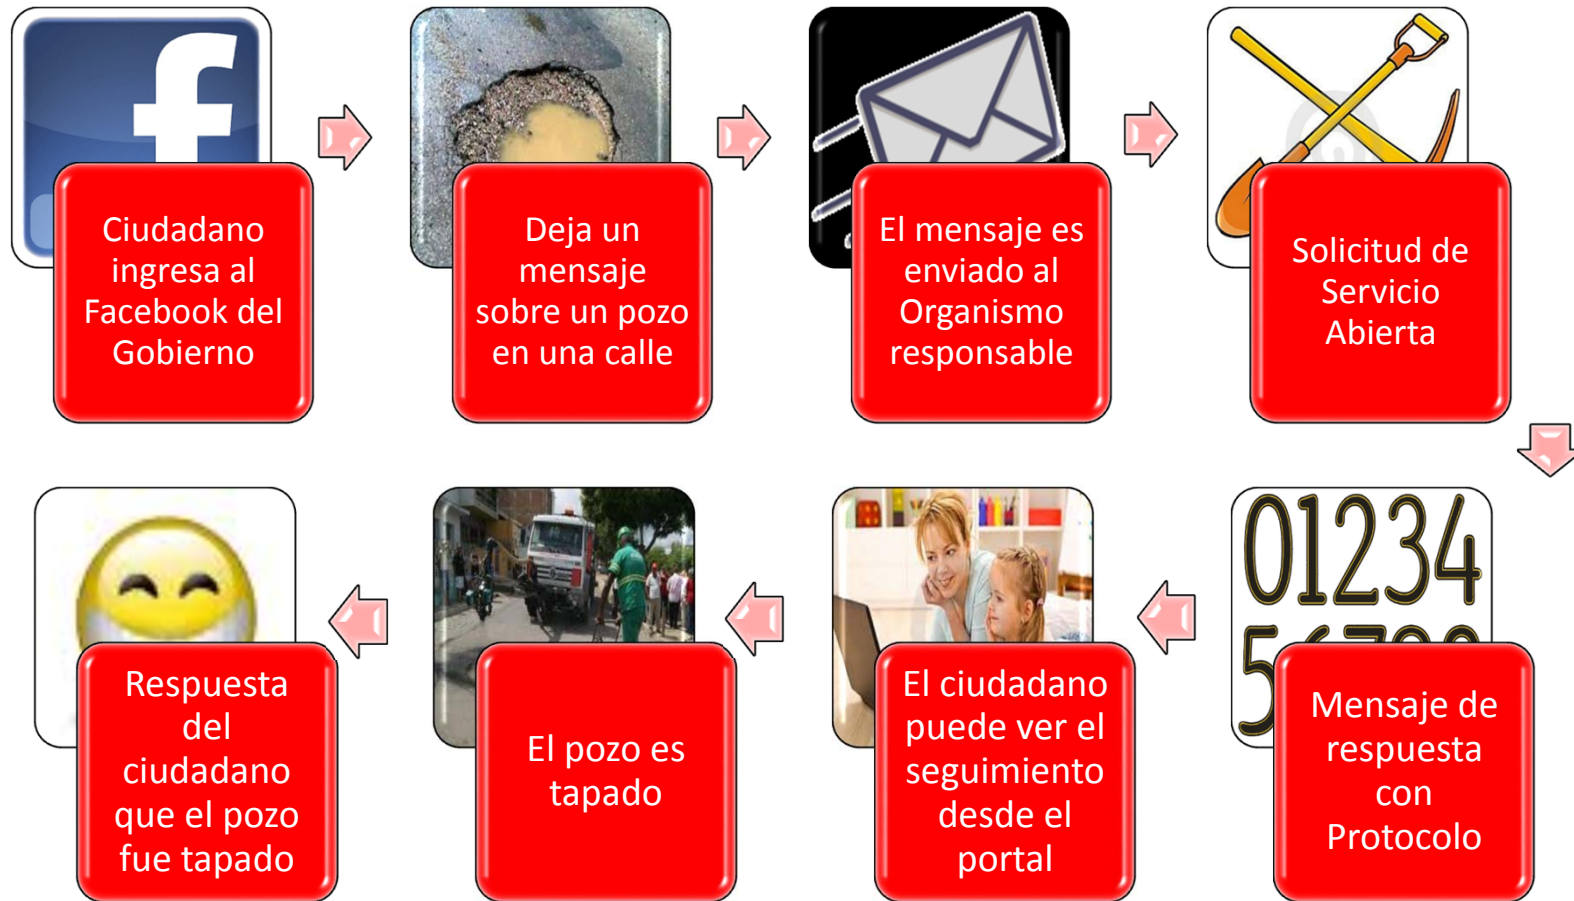 f
Ciudadano
ingresa al
Facebook del
Gobierno
Deja un
mensaje
sobre un pozo
en una calle
El mensaje es
enviado al
Organismo
responsable
Solicitud de
Servicio
Abierta
01234
Mensaje de
respuesta
con
Protocolo
El ciudadano
puede ver el
seguimiento
desde el
portal
El pozo es
tapado
Respuesta
del
ciudadano
que el pozo
fue tapado